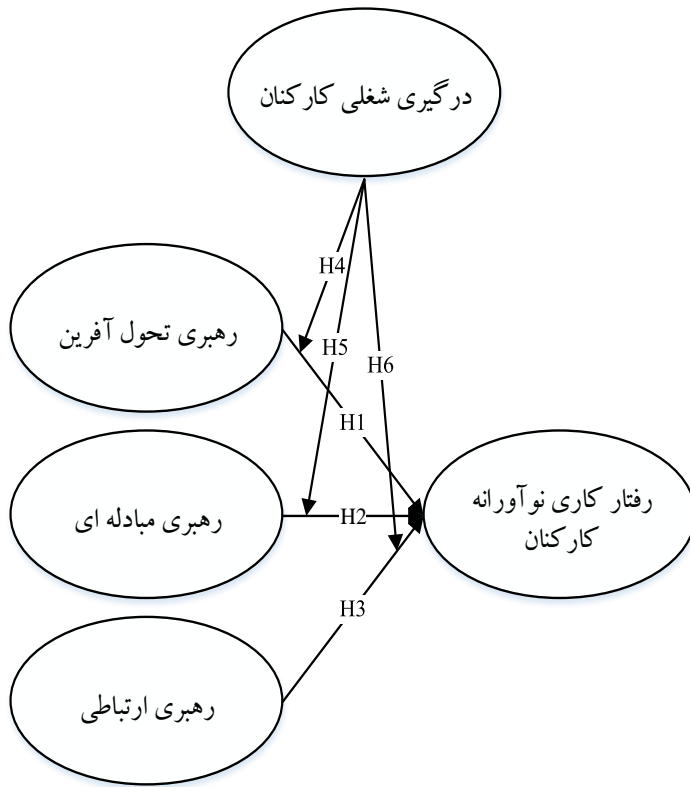 درگیری شغلی کارکنان
H4
رهبری تحول آفرین
H5
H6
H1
رفتار کاری نوآورانه
کارکنان
رهبری مبادله ای
H2
H3
رهبری ارتباطی